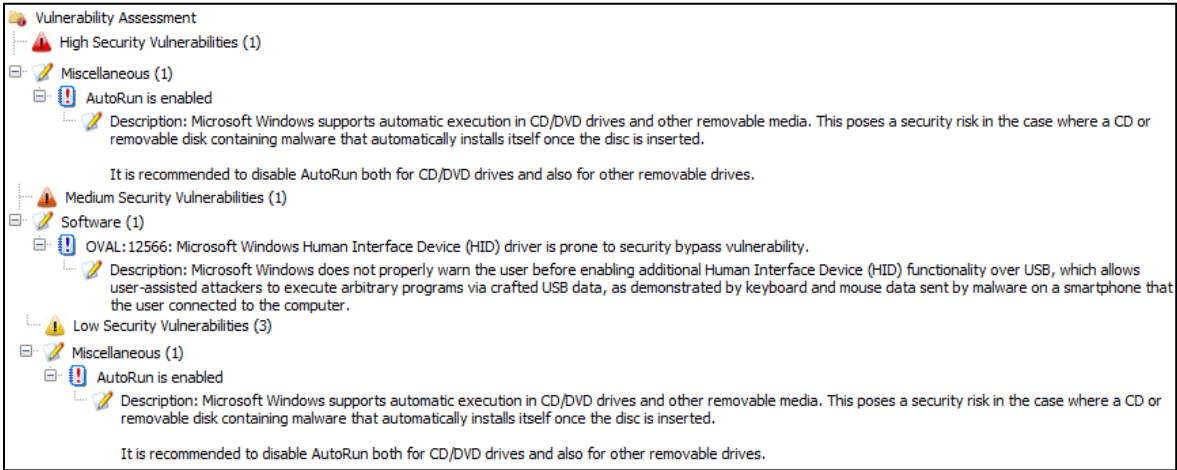 Vulnerability Assessment
High Security Vulnerabilities (1)
Miscellaneous (1)
AutoRun is enabled
Description: Microsoft Windows supports automatic execution in CD/DVD drives and other removable media. This poses a security risk in the case where a CD or
removable disk containing malware that automatically installs itself once the disc is inserted.
It is recommended to disable AutoRun both for CD/DVD drives and also for other removable drives.
Medium Security Vulnerabilities (1)
Software (1)
OVAL:12566: Microsoft Windows Human Interface Device (HID) driver is prone to security bypass vulnerability.
Description: Microsoft Windows does not properly warn the user before enabling additional Human Interface Device (HID) functionality over USB, which allows
user-assisted attackers to execute arbitrary programs via crafted USB data, as demonstrated by keyboard and mouse data sent by malware on a smartphone that
the user connected to the computer.
Low Security Vulnerabilities (3)
Miscellaneous (1)
AutoRun is enabled
Description: Microsoft Windows supports automatic execution in CD/DVD drives and other removable media. This poses a security risk in the case where a CD or
removable disk containing malware that automatically installs itself once the disc is inserted.
It is recommended to disable AutoRun both for CD/DVD drives and also for other removable drives.